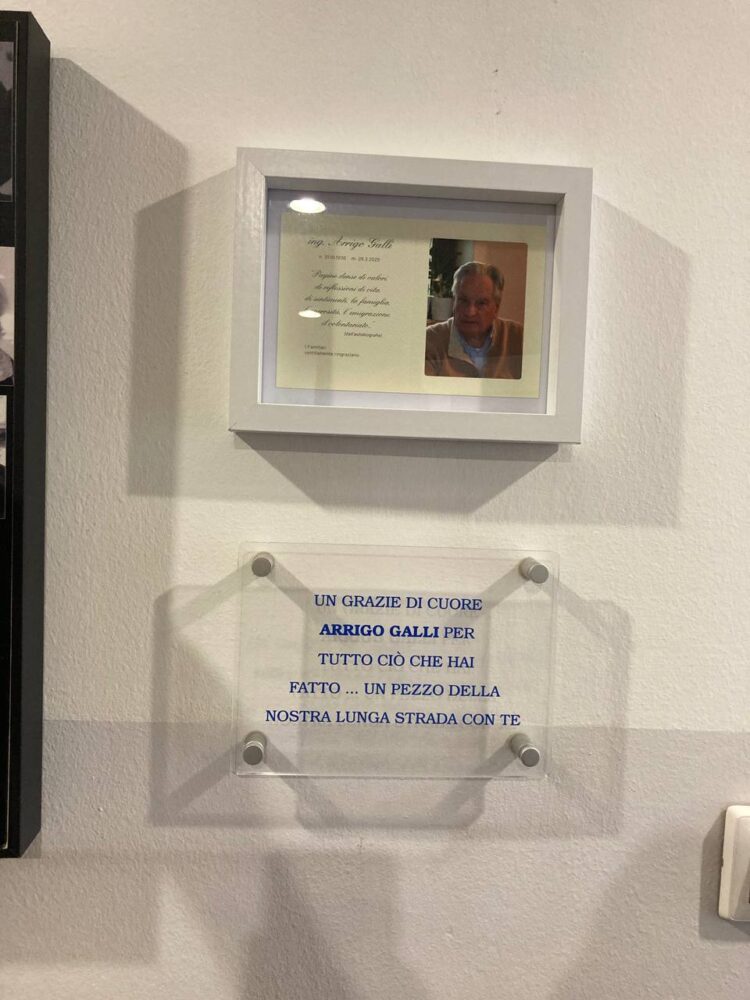 ing. Arrigo Galli
"Pagine dense di valori,
di riflessioni di vita,
di sentimenti, la famiglia,
l'emigrazione
il volontariato."
(dall'autobiografia)
I familiari
sentitamente ringraziano.
UN GRAZIE DI CUORE
ARRIGO GALLI PER
TUTTO CIÒ CHE HAI
FATTO ... UN PEZZO DELLA
NOSTRA LUNGA STRADA CON TE